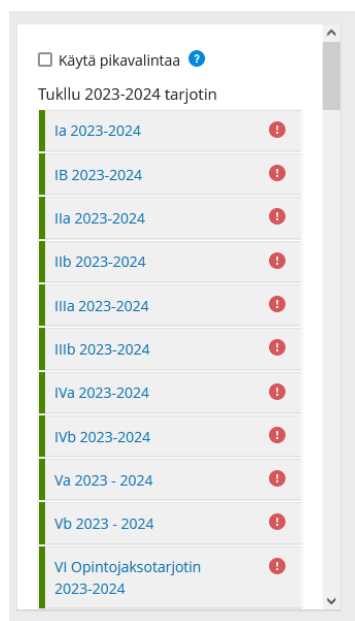 Käytä pikavalintaa ?
Tukllu 2023-2024 tarjotin
Ia 2023-2024 !
IB 2023-2024 !
IIa 2023-2024 !
IIb 2023-2024 !
IIIa 2023-2024 !
IIIb 2023-2024 !
IVa 2023-2024 !
IVb 2023-2024 !
Va 2023 - 2024 !
Vb 2023 - 2024 !
VI Opintojaksotarjotin !
2023-2024